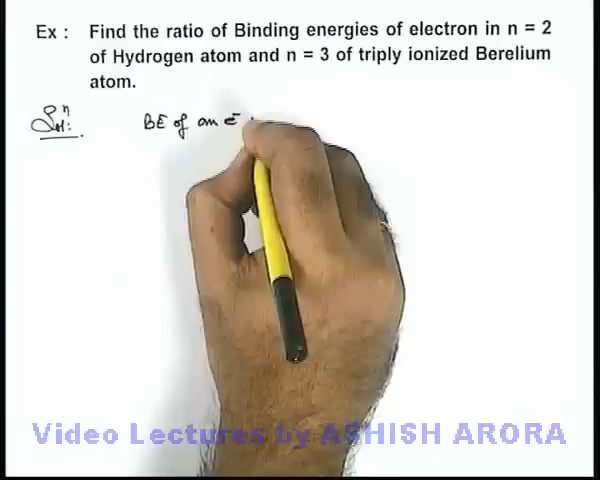 Ex : Find the ratio of Binding energies of electron in n = 2
of Hydrogen atom and n = 3 of triply ionized Berelium
atom.
Solⁿ: BE of an e⁻
Video Lectures by ASHISH ARORA